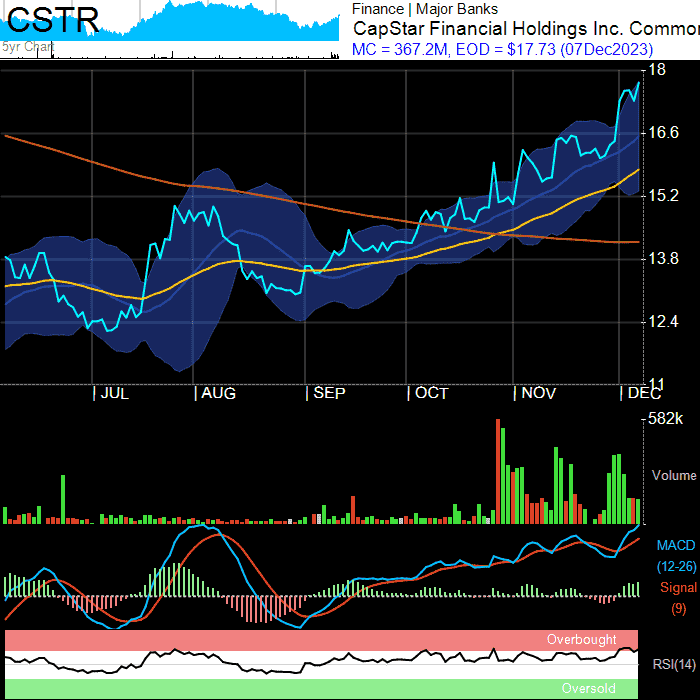 CSTR
5yr Chart
Finance | Major Banks
CapStar Financial Holdings Inc. Commo
MC = 367.2M, EOD = $17.73 (07Dec2023)
18
16.6
15.2
13.8
12.4
11
JUL AUG SEP OCT NOV DEC
582k
Volume
MACD
(12-26)
Signal
(9)
Overbought
RSI(14)
Oversold